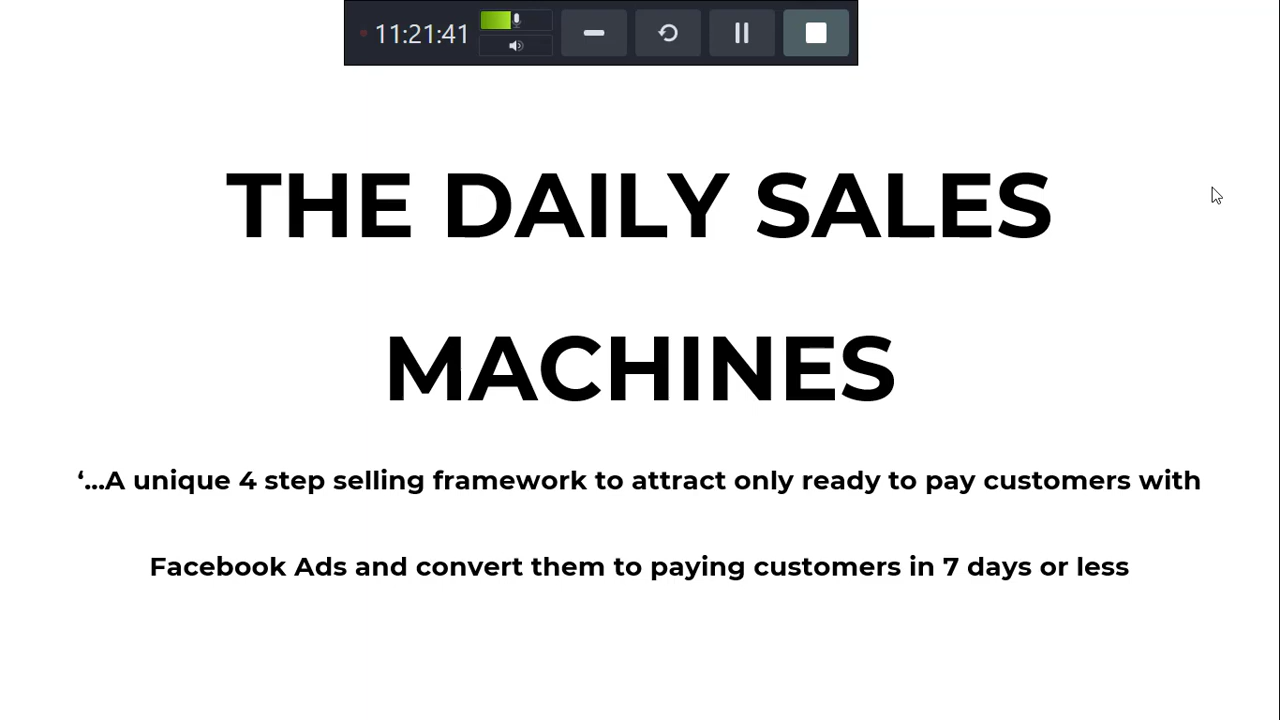 11:21:41
THE DAILY SALES
MACHINES
‘...A unique 4 step selling framework to attract only ready to pay customers with
Facebook Ads and convert them to paying customers in 7 days or less